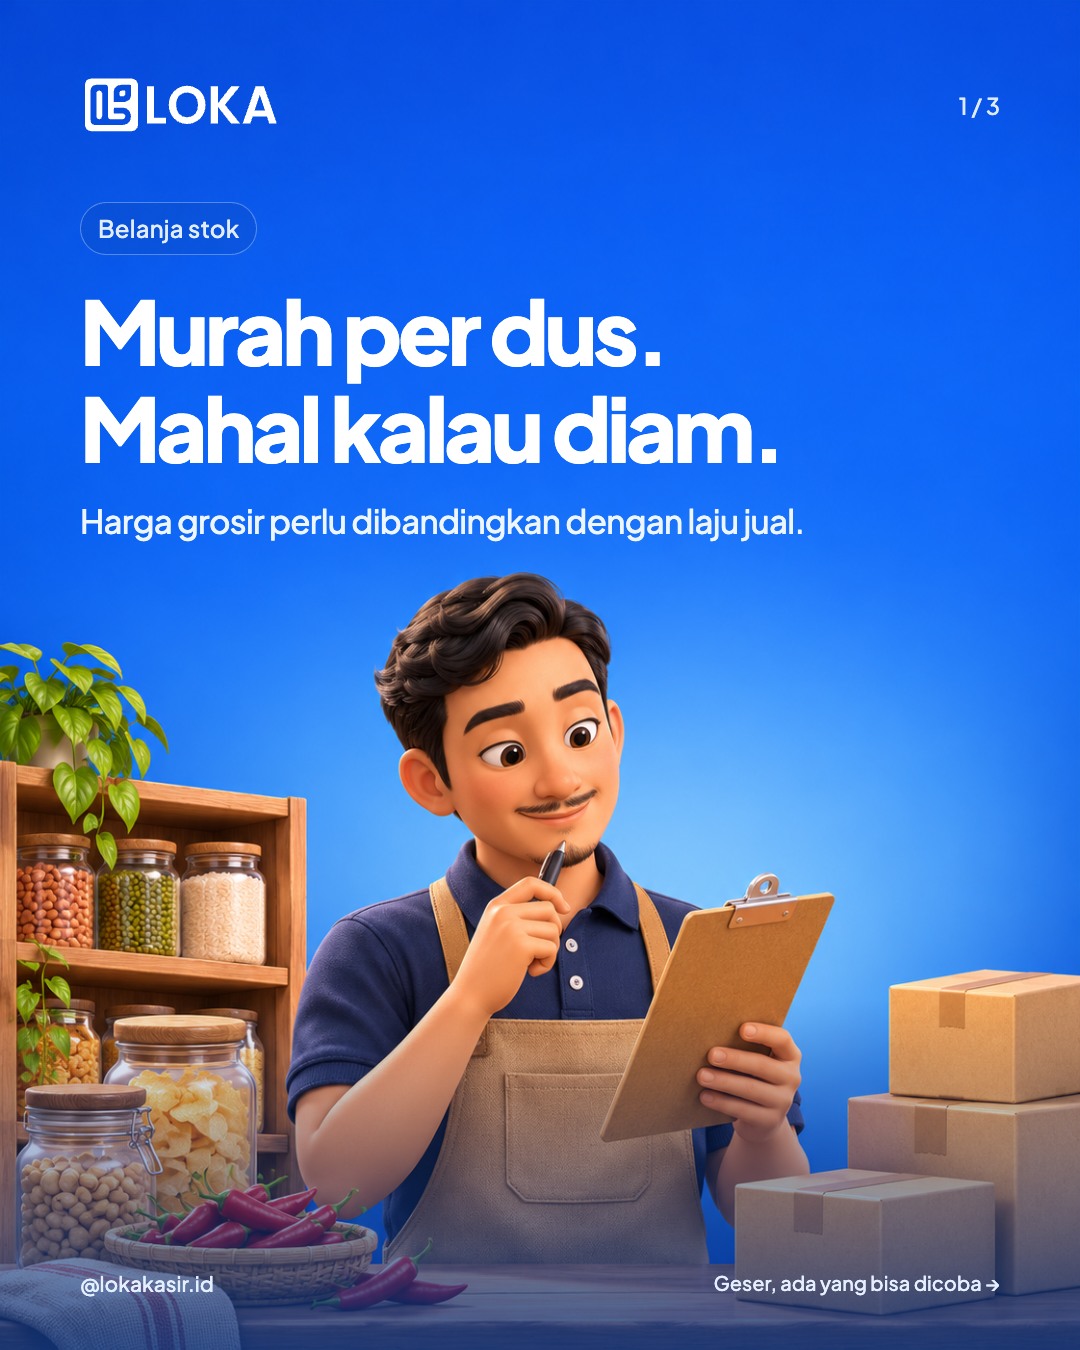 LOKA
1 / 3
Belanja stok
Murah per dus.
Mahal kalau diam.
Harga grosir perlu dibandingkan dengan laju jual.
@lokakasir.id
Geser, ada yang bisa dicoba →